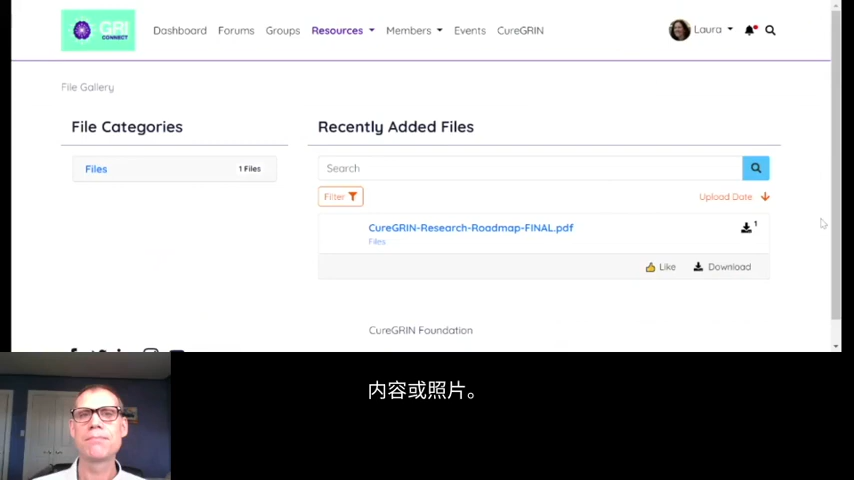 GRI
CONNECT
Dashboard Forums Groups Resources Members Events CureGRIN Laura
File Gallery
File Categories
Files 1 Files
Recently Added Files
Search
Filter Upload Date
CureGRIN-Research-Roadmap-FINAL.pdf 1
Files
Like Download
CureGRIN Foundation
内容或照片。